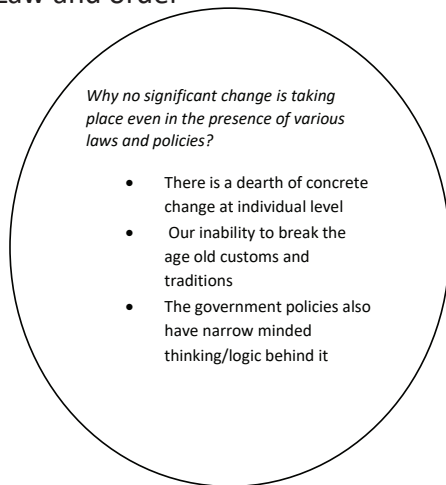 Law and order
Why no significant change is taking
place even in the presence of various
laws and policies?
• There is a dearth of concrete
change at individual level
• Our inability to break the
age old customs and
traditions
• The government policies also
have narrow minded
thinking/logic behind it